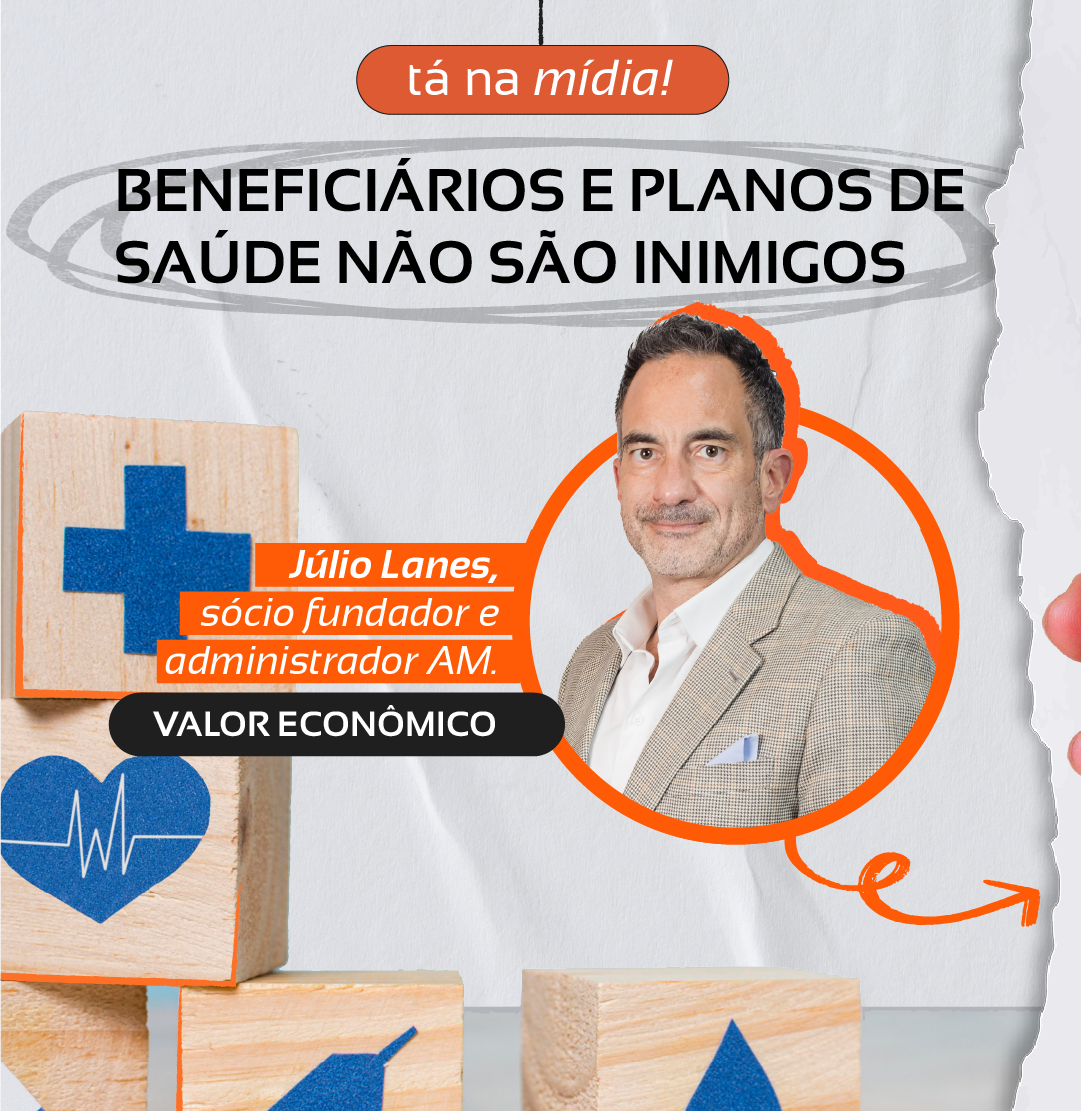 tá na mídia!
BENEFICIÁRIOS E PLANOS DE
SAÚDE NÃO SÃO INIMIGOS
Júlio Lanes,
sócio fundador e
administrador AM.
VALOR ECONÔMICO